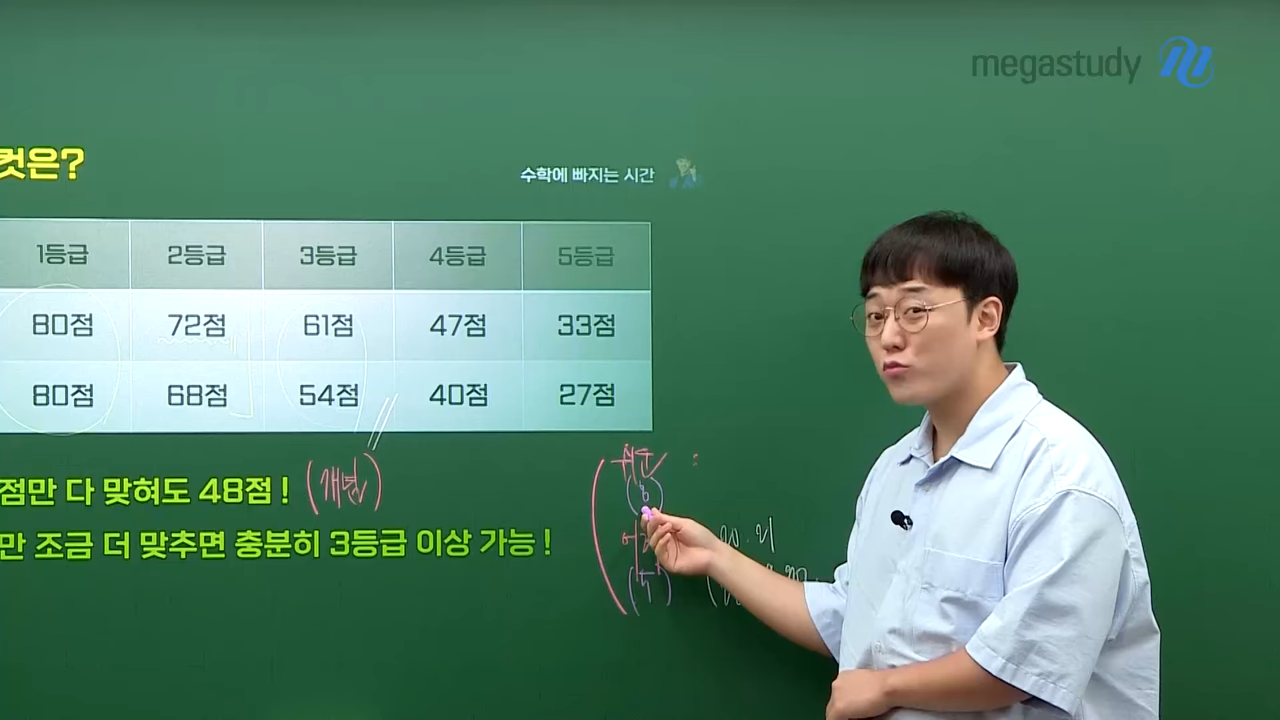 megastudy
컷은?
수학에 빠지는 시간
1등급 2등급 3등급 4등급 5등급
80점 72점 61점 47점 33점
80점 68점 54점 40점 27점
점만 다 맞혀도 48점! (개념)
만 조금 더 맞추면 충분히 3등급 이상 가능!